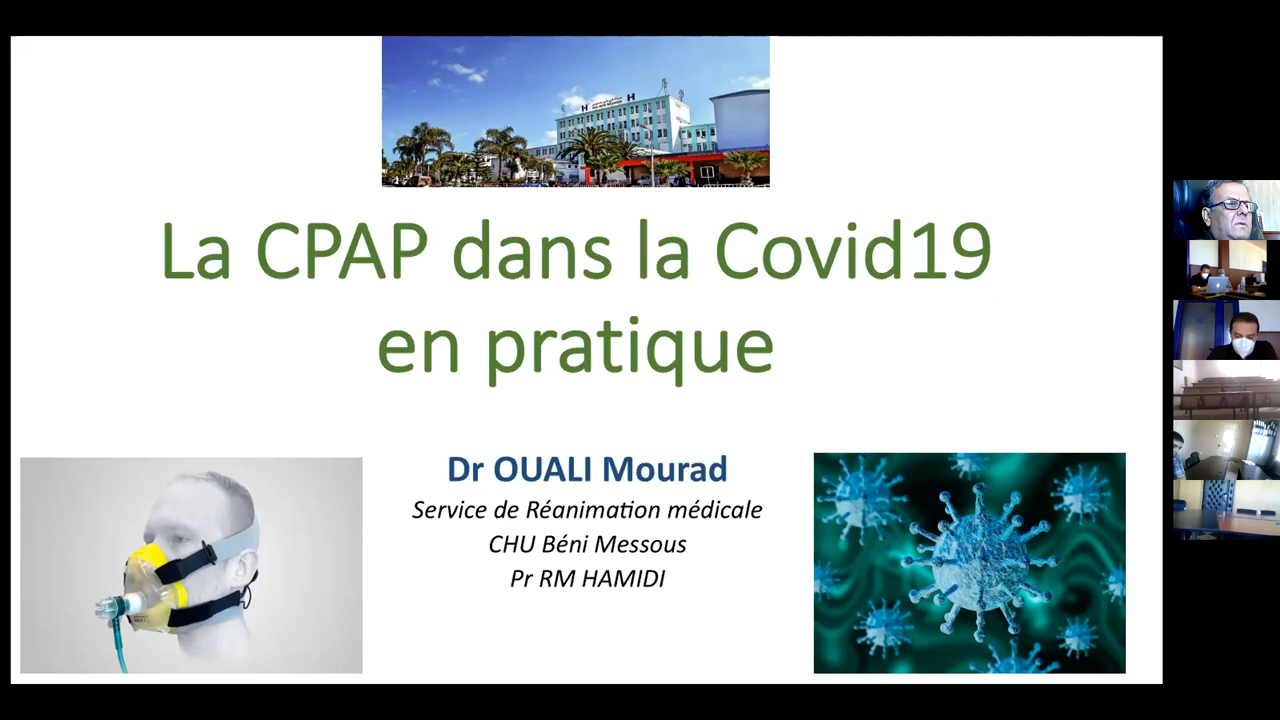 H H
La CPAP dans la Covid19
en pratique
Dr OUALI Mourad
Service de Réanimation médicale
CHU Béni Messous
Pr RM HAMIDI